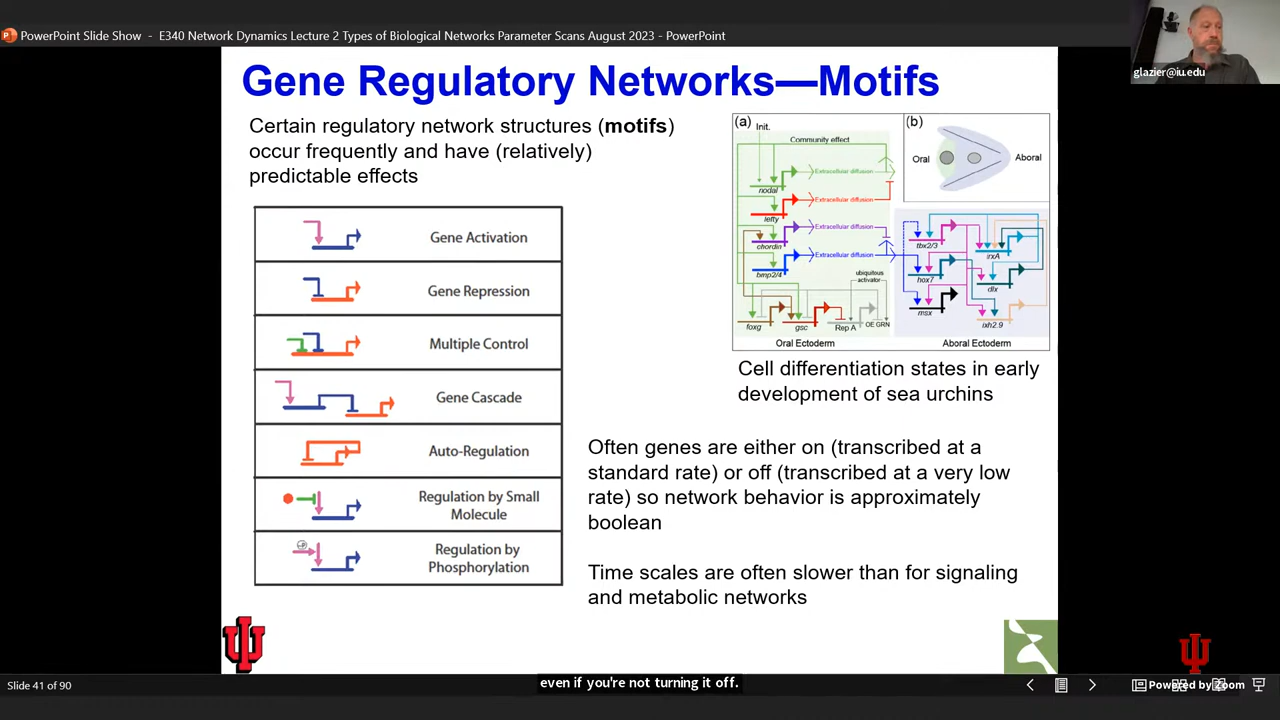 PowerPoint Slide Show - E340 Network Dynamics Lecture 2 Types of Biological Networks Parameter Scans August 2023 - PowerPoint
glazier@iu.edu
Gene Regulatory Networks—Motifs
Certain regulatory network structures (motifs)
occur frequently and have (relatively)
predictable effects
Gene Activation
Gene Repression
Multiple Control
Gene Cascade
Auto-Regulation
Regulation by Small
Molecule
Regulation by
Phosphorylation
(a)
Init.
Community effect
nodal
Extracellular diffusion
lefty
Extracellular diffusion
chordin
Extracellular diffusion
bmp2/4
Extracellular diffusion
ubiquitous
activator
foxg
gsc
Rep A
OE GRN
Oral Ectoderm
(b)
Oral
Aboral
tbx2/3
irxA
hox7
dlx
msx
ixh2.9
Aboral Ectoderm
Cell differentiation states in early
development of sea urchins
Often genes are either on (transcribed at a
standard rate) or off (transcribed at a very low
rate) so network behavior is approximately
boolean
Time scales are often slower than for signaling
and metabolic networks
even if you're not turning it off.
Slide 41 of 90
Powered by Zoom